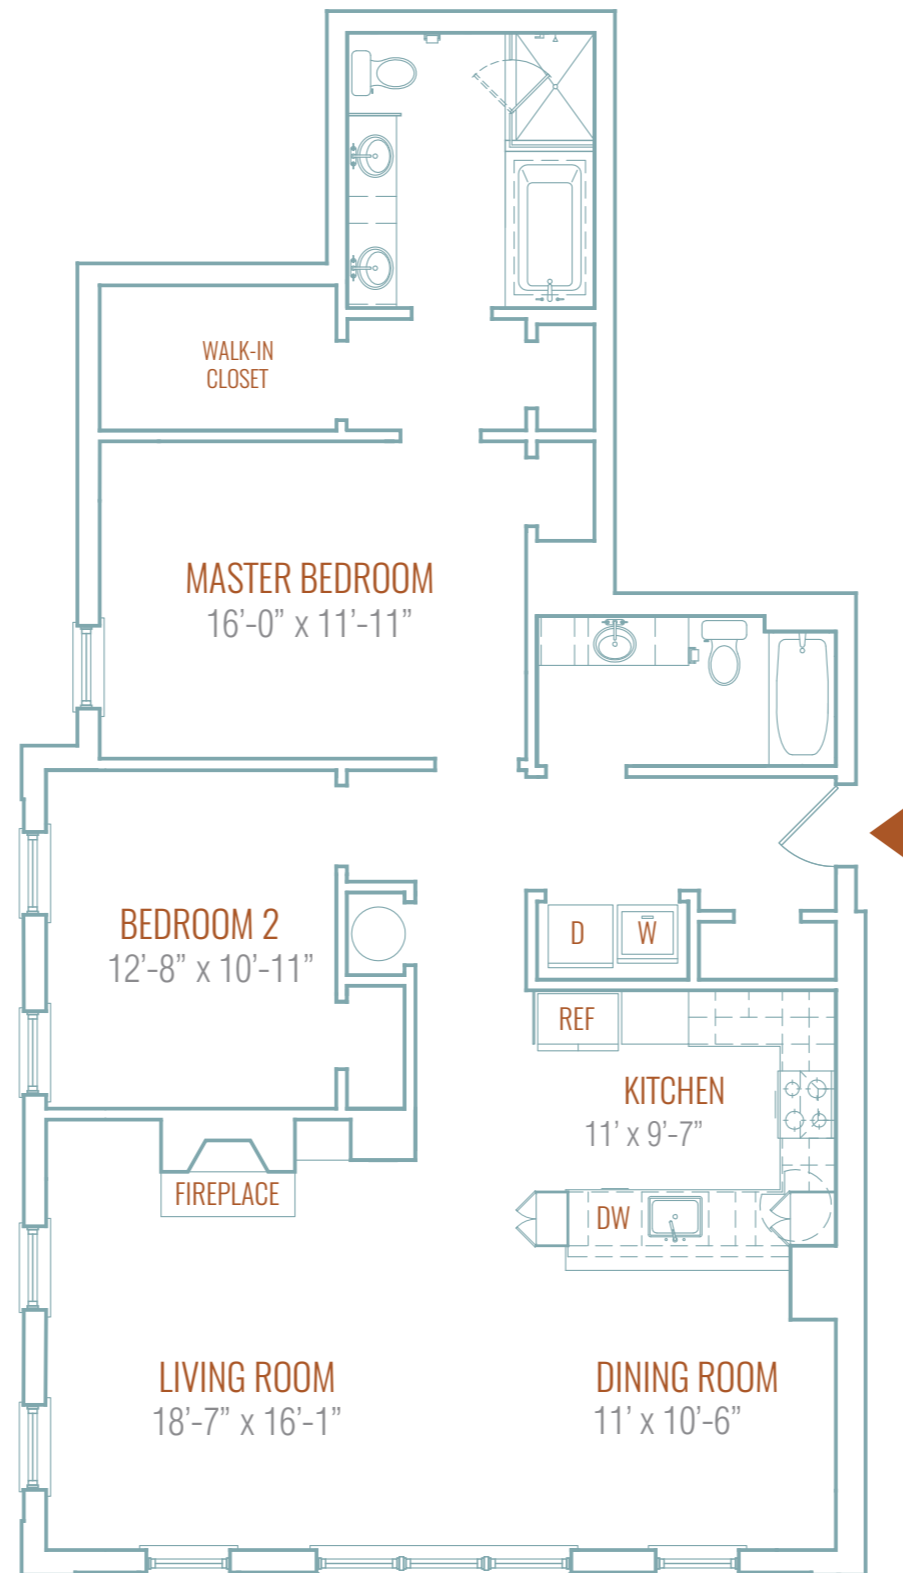 WALK-IN
CLOSET
MASTER BEDROOM
16’-0” x 11’-11”
BEDROOM 2
12’-8” x 10’-11”
D
W
REF
KITCHEN
11’ x 9’-7”
FIREPLACE
DW
LIVING ROOM
18’-7” x 16’-1”
DINING ROOM
11’ x 10’-6”